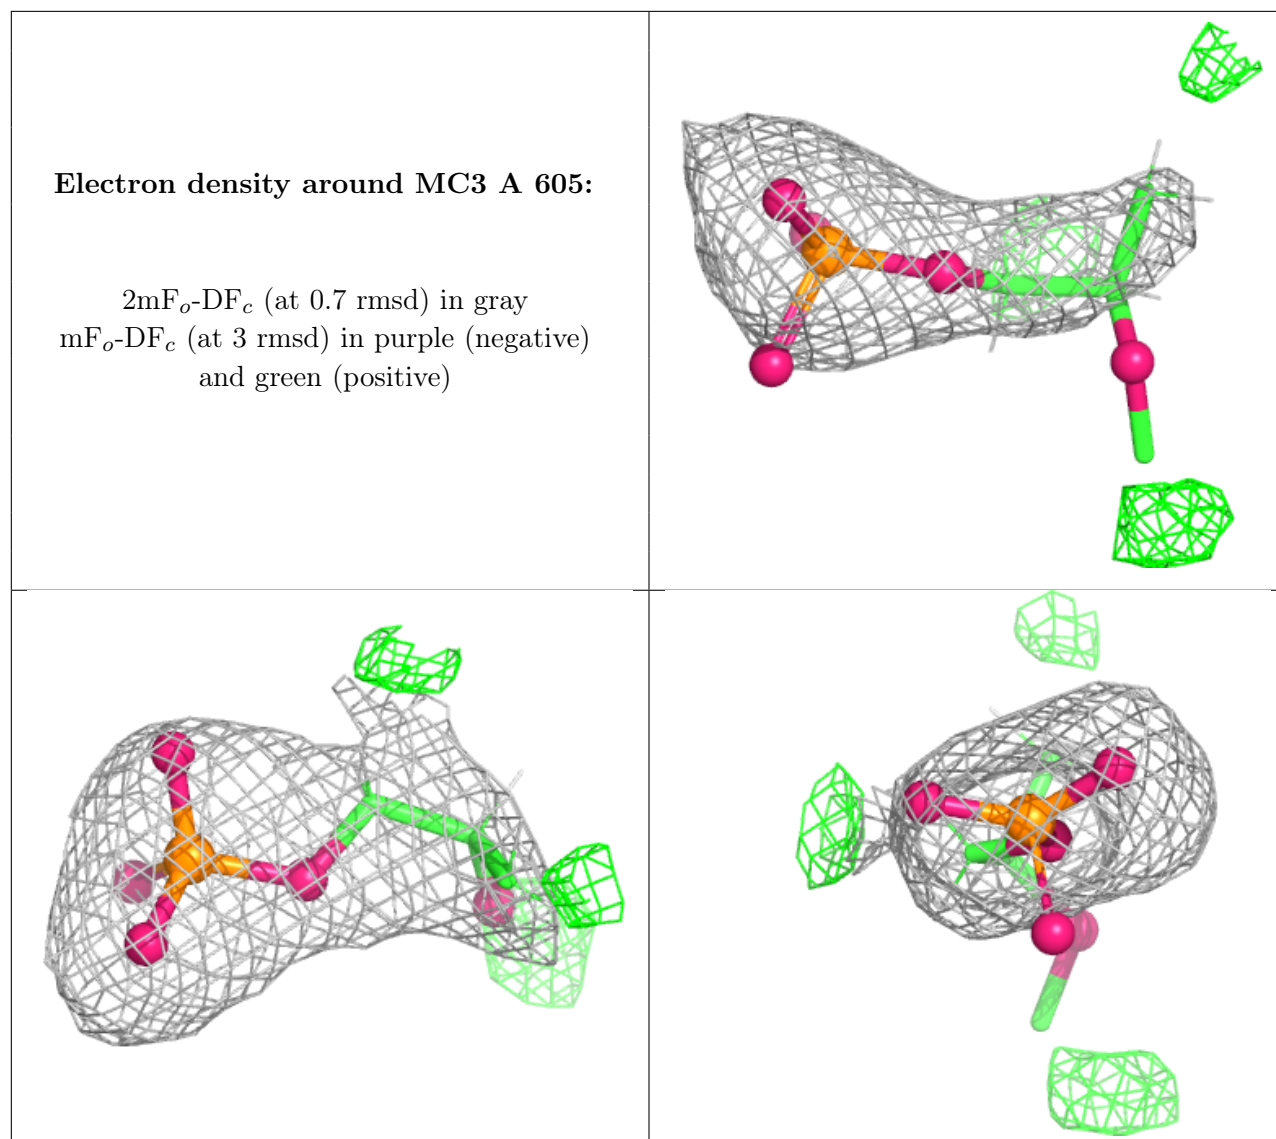 Electron density around MC3 A 605:
2mFo-DFc (at 0.7 rmsd) in gray
mFo-DFc (at 3 rmsd) in purple (negative)
and green (positive)